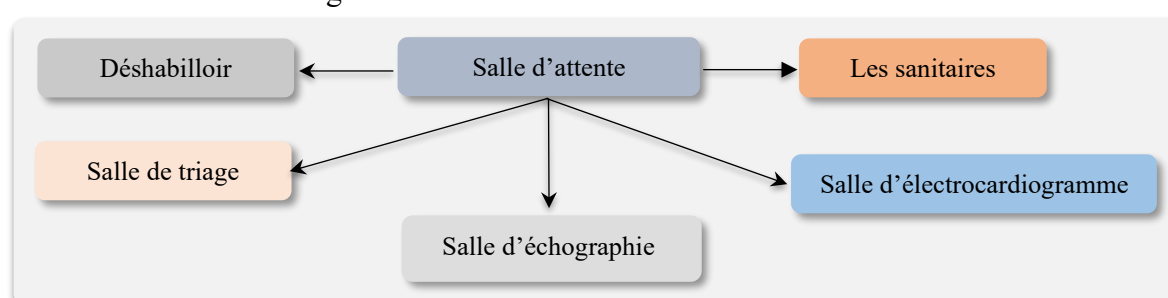 Déshabilloir
Salle d’attente
Les sanitaires
Salle de triage
Salle d’électrocardiogramme
Salle d’échographie